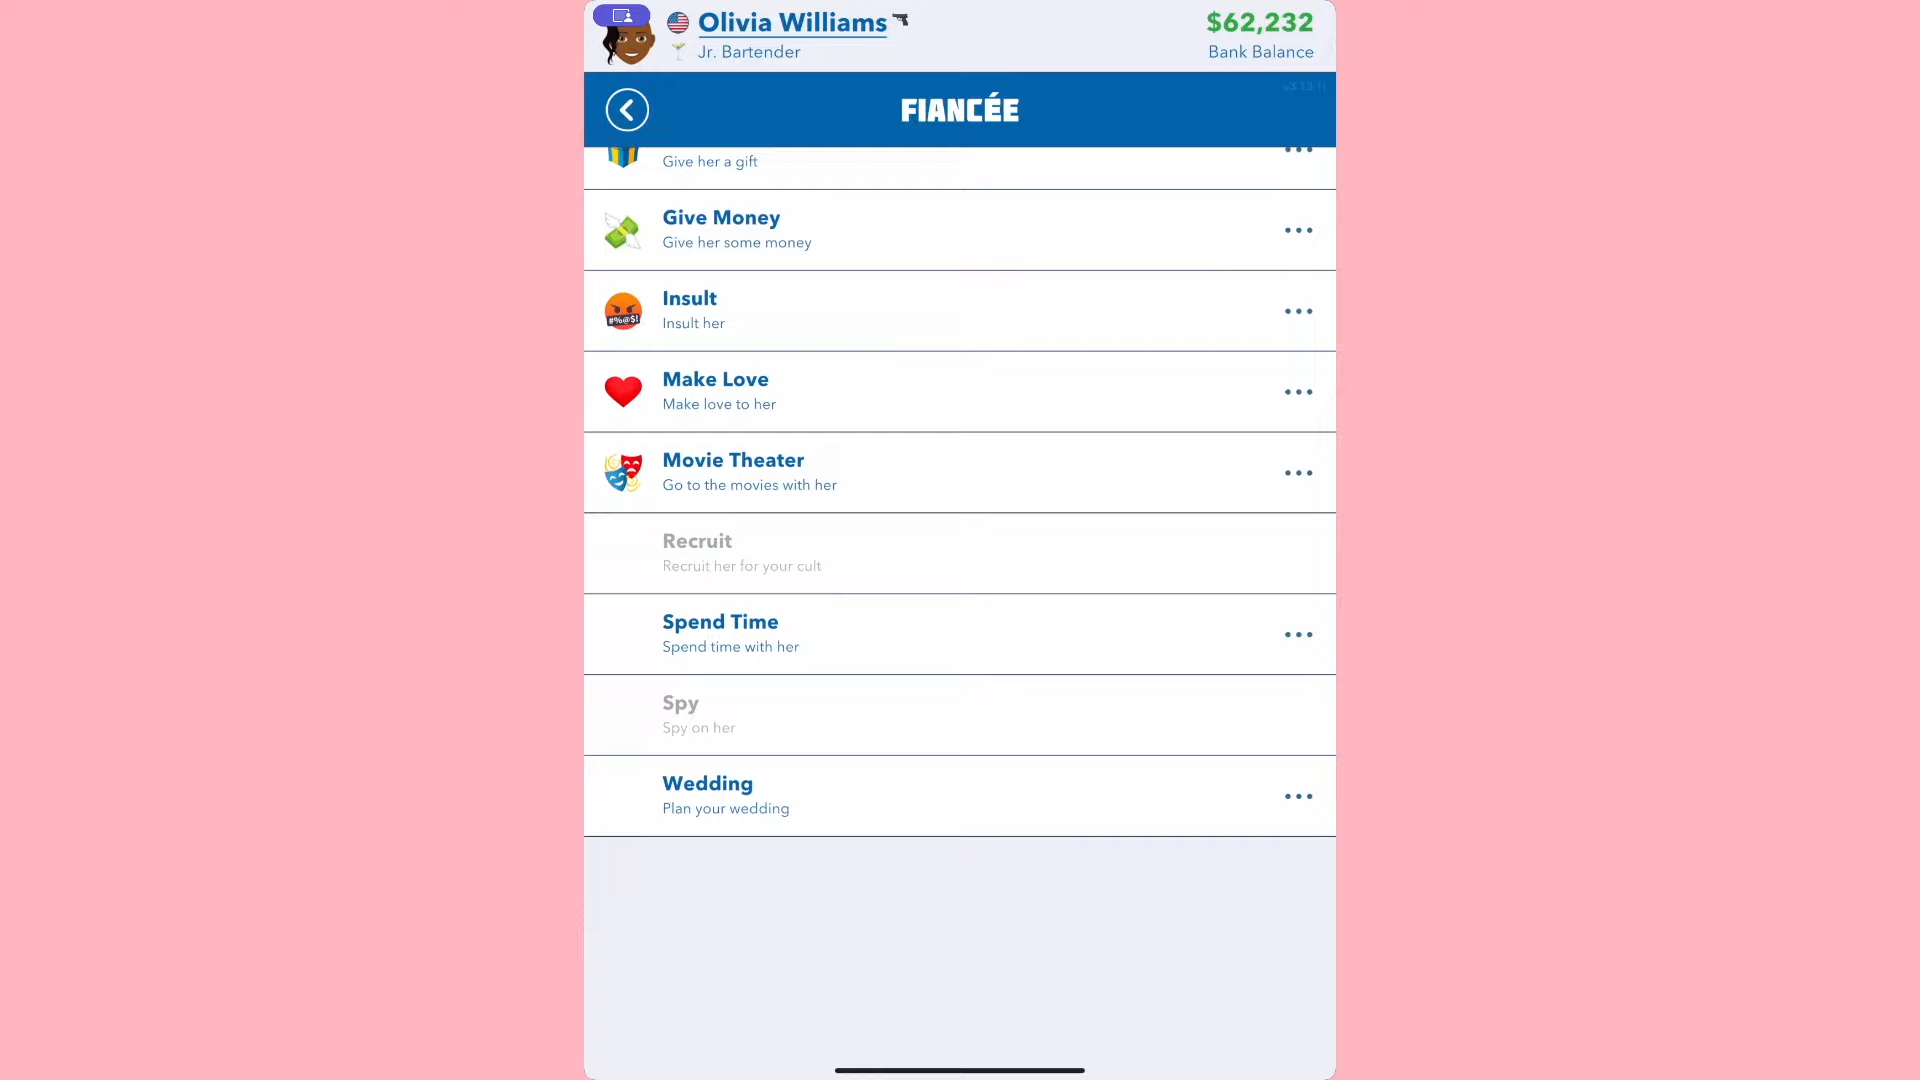 Olivia Williams
Jr. Bartender
$62,232
Bank Balance
FIANCÉE
Give her a gift
Give Money
Give her some money
#%@$!
Insult
Insult her
Make Love
Make love to her
Movie Theater
Go to the movies with her
Recruit
Recruit her for your cult
Spend Time
Spend time with her
Spy
Spy on her
Wedding
Plan your wedding